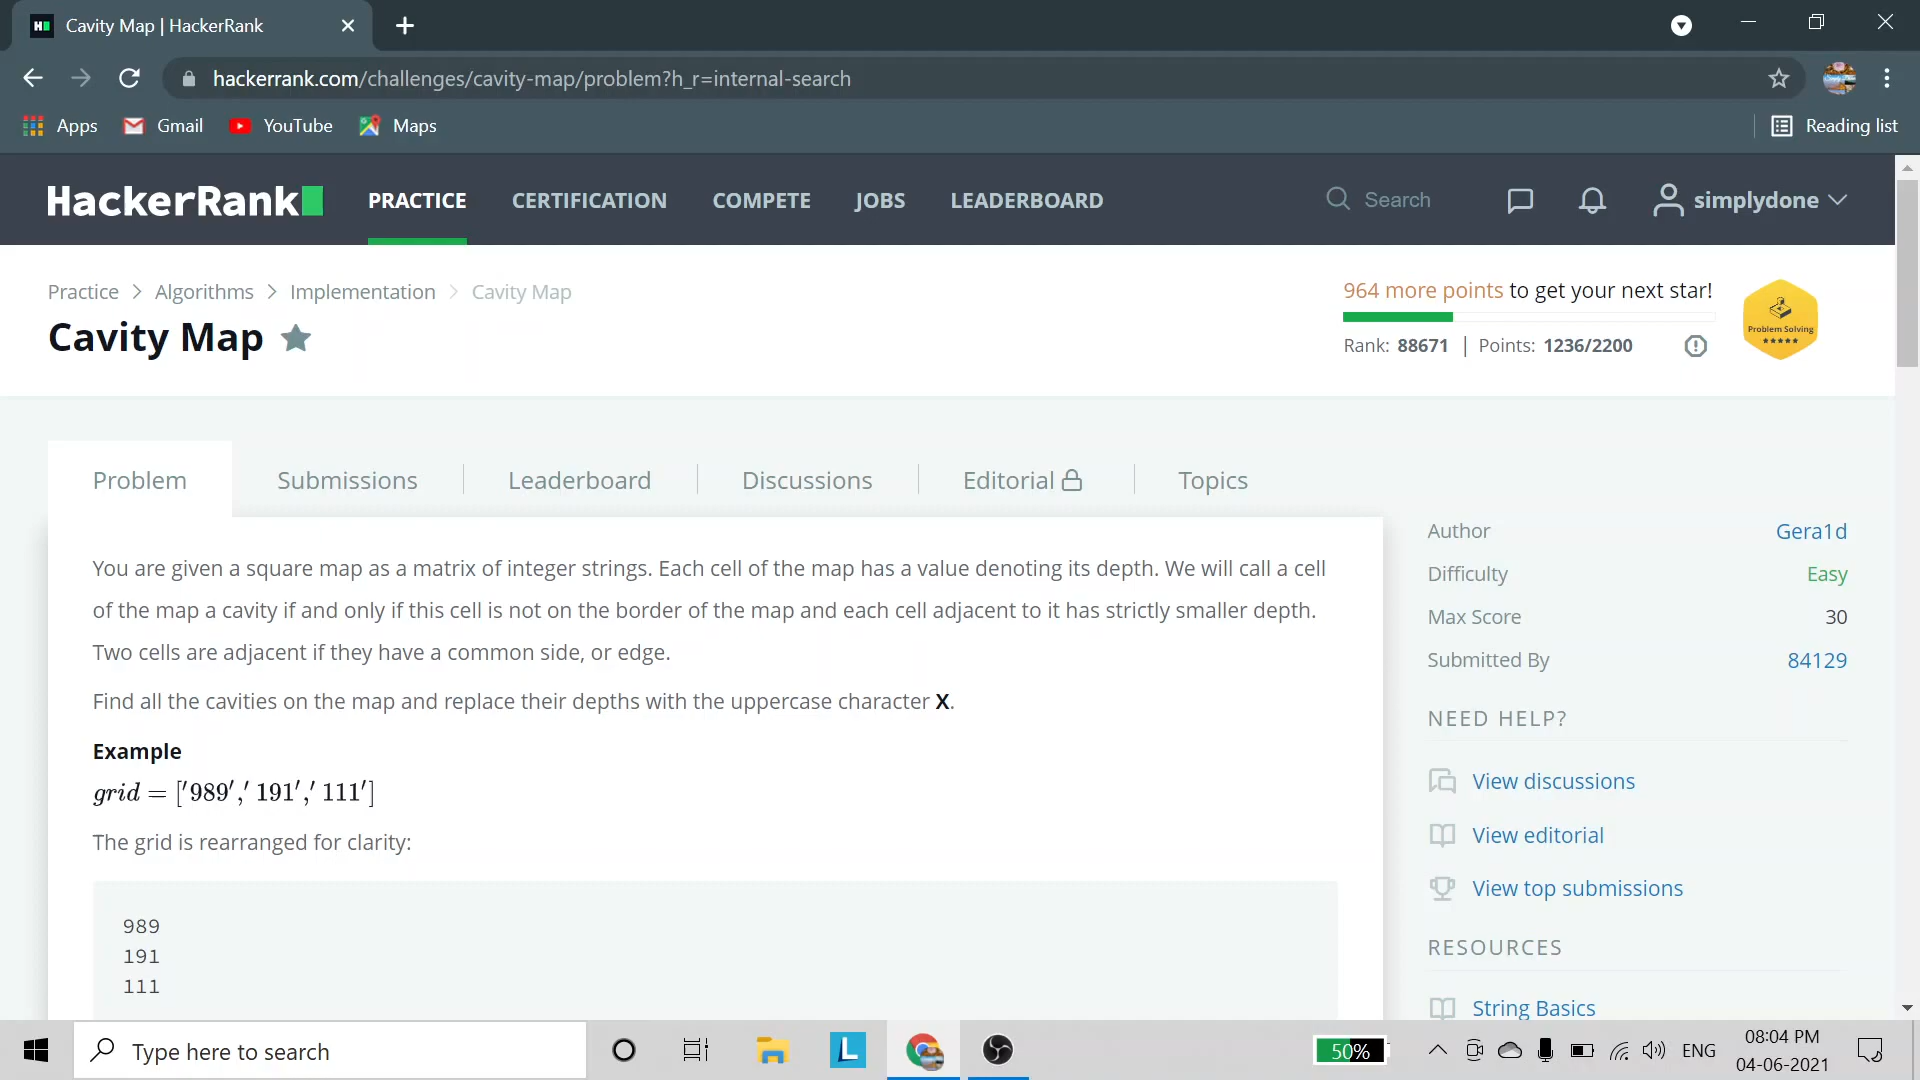 Cavity Map | HackerRank
hackerrank.com/challenges/cavity-map/problem?h_r=internal-search
Apps Gmail YouTube Maps Reading list
HackerRank PRACTICE CERTIFICATION COMPETE JOBS LEADERBOARD Search simplydone
Practice > Algorithms > Implementation > Cavity Map
964 more points to get your next star!
Cavity Map
Rank: 88671 | Points: 1236/2200
Problem Solving
Problem Submissions Leaderboard Discussions Editorial Topics
You are given a square map as a matrix of integer strings. Each cell of the map has a value denoting its depth. We will call a cell
of the map a cavity if and only if this cell is not on the border of the map and each cell adjacent to it has strictly smaller depth.
Two cells are adjacent if they have a common side, or edge.
Find all the cavities on the map and replace their depths with the uppercase character X.
Example
grid = ['989',' 191',' 111']
The grid is rearranged for clarity:
989
191
111
Author Gera1d
Difficulty Easy
Max Score 30
Submitted By 84129
NEED HELP?
View discussions
View editorial
View top submissions
RESOURCES
String Basics
Type here to search
L
50%
ENG
08:04 PM
04-06-2021